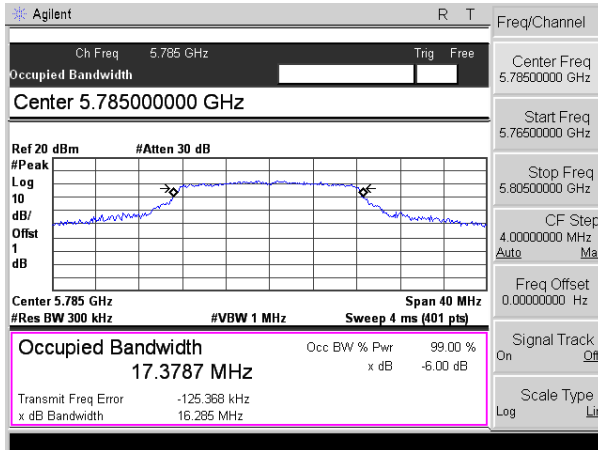 Agilent R T
Ch Freq 5.785 GHz Trig Free
Occupied Bandwidth
Center 5.785000000 GHz
Ref 20 dBm #Atten 30 dB
#Peak
Log
10
dB/
Offst
1
dB
Center 5.785 GHz Span 40 MHz
#Res BW 300 kHz #VBW 1 MHz Sweep 4 ms (401 pts)
Occupied Bandwidth Occ BW % Pwr 99.00 %
17.3787 MHz x dB -6.00 dB
Transmit Freq Error -125.368 kHz
x dB Bandwidth 16.285 MHz
Freq/Channel
Center Freq
5.78500000 GHz
Start Freq
5.76500000 GHz
Stop Freq
5.80500000 GHz
CF Step
4.00000000 MHz
Auto Ma
Freq Offset
0.00000000 Hz
Signal Track
On Off
Scale Type
Log Lin